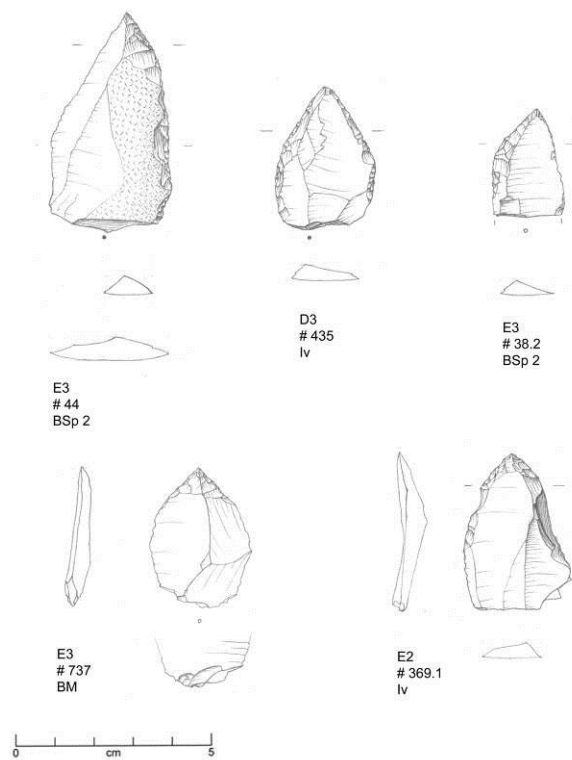 E3
# 44
BSp 2
D3
# 435
Iv
E3
# 38.2
BSp 2
E3
# 737
BM
E2
# 369.1
Iv
0 cm 5